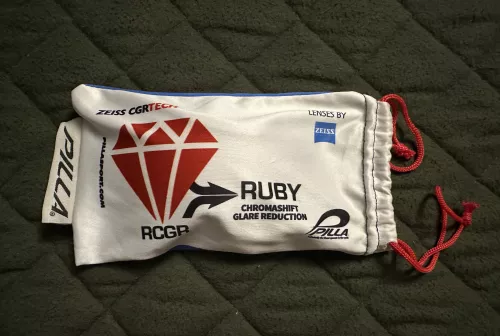 ZEISS CGRTECH
LENSES BY
ZEISS
PILLASPORT.COM
PILLA
RUBY
CHROMASHIFT
GLARE REDUCTION
RCGR
PILLA